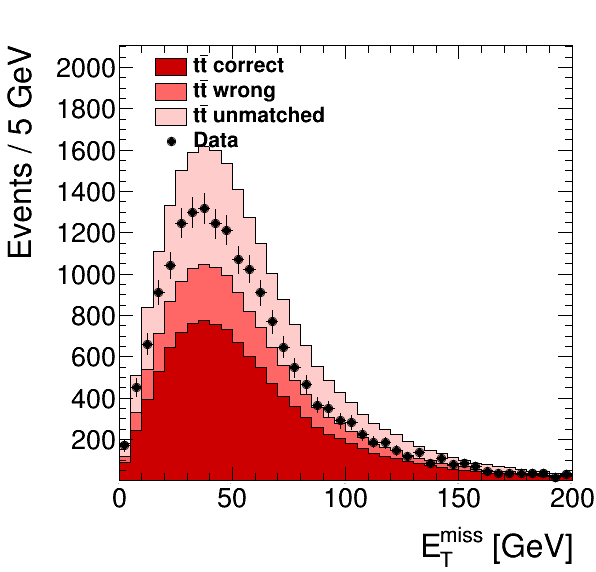 Events / 5 GeV
2000
1800
1600
1400
1200
1000
800
600
400
200
tt̄ correct
tt̄ wrong
tt̄ unmatched
Data
0 50 100 150 200
E_T^miss [GeV]